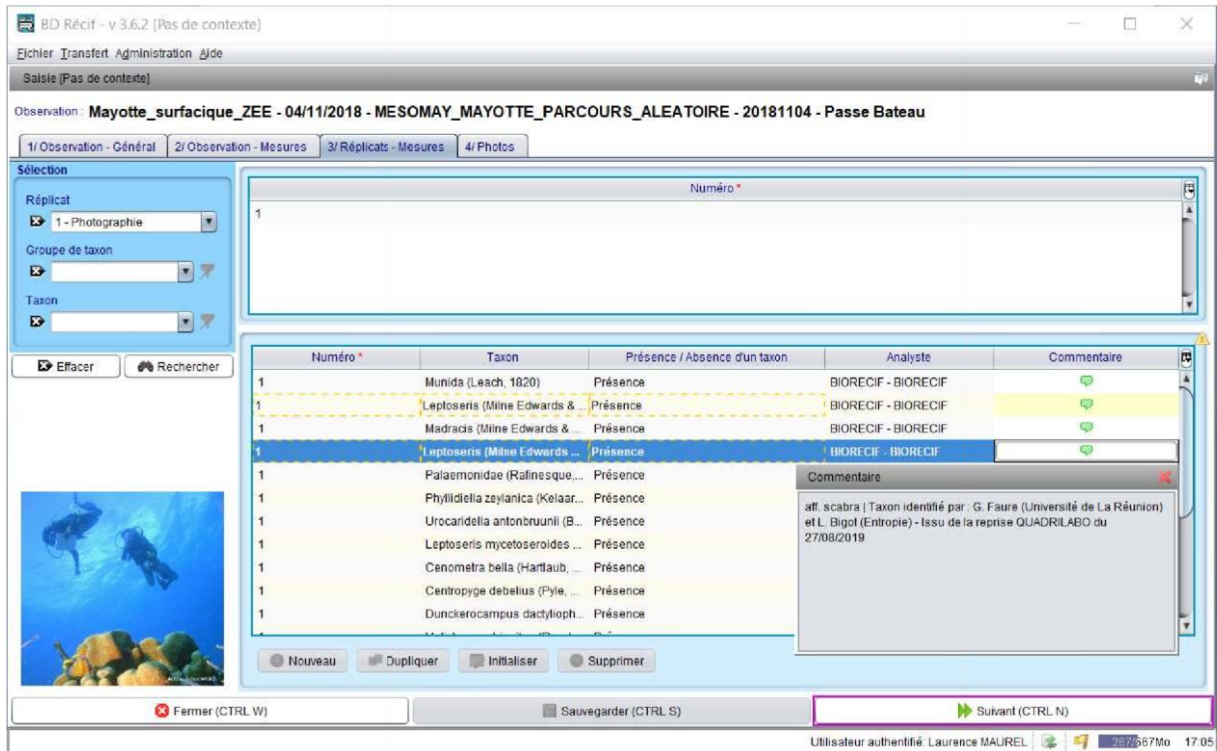 BD Récif - v 3.6.2 [Pas de contexte]
Fichier Transfert Administration Aide
Saisie [Pas de contexte]
Observation : Mayotte_surfacique_ZEE - 04/11/2018 - MESOMAY_MAYOTTE_PARCOURS_ALEATOIRE - 20181104 - Passe Bateau
1/ Observation - Général 2/ Observation - Mesures 3/ Réplicats - Mesures 4/ Photos
Sélection
Réplicat
1 - Photographie
Groupe de taxon
Taxon
Effacer Rechercher
Numéro *
1
Numéro * Taxon Présence / Absence d'un taxon Analyste Commentaire
1 Munida (Leach, 1820) Présence BIORECIF - BIORECIF
1 Leptoseris (Milne Edwards & ... Présence BIORECIF - BIORECIF
1 Madracis (Milne Edwards & ... Présence BIORECIF - BIORECIF
1 Leptoseris (Milne Edwards ... Présence BIORECIF - BIORECIF
1 Palaemonidae (Rafinesque,... Présence
1 Phyllidiella zeylanica (Kelaar... Présence
1 Urocaridella antonbruunii (B... Présence
1 Leptoseris mycetoseroides ... Présence
1 Cenometra bella (Hartlaub, ... Présence
1 Centropyge debelius (Pyle, ... Présence
1 Dunckerocampus dactylioph... Présence
Commentaire
aff. scabra | Taxon identifié par : G. Faure (Université de La Réunion)
et L. Bigot (Entropie) - Issu de la reprise QUADRILABO du
27/08/2019
Nouveau Dupliquer Initialiser Supprimer
Fermer (CTRL W) Sauvegarder (CTRL S) Suivant (CTRL N)
Utilisateur authentifié: Laurence MAUREL 287/587Mo 17:05